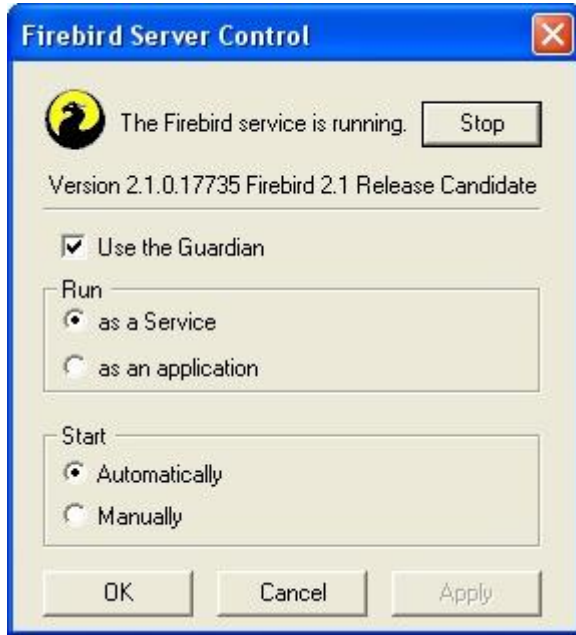 Firebird Server Control
The Firebird service is running. Stop
Version 2.1.0.17735 Firebird 2.1 Release Candidate
Use the Guardian
Run
as a Service
as an application
Start
Automatically
Manually
OK Cancel Apply